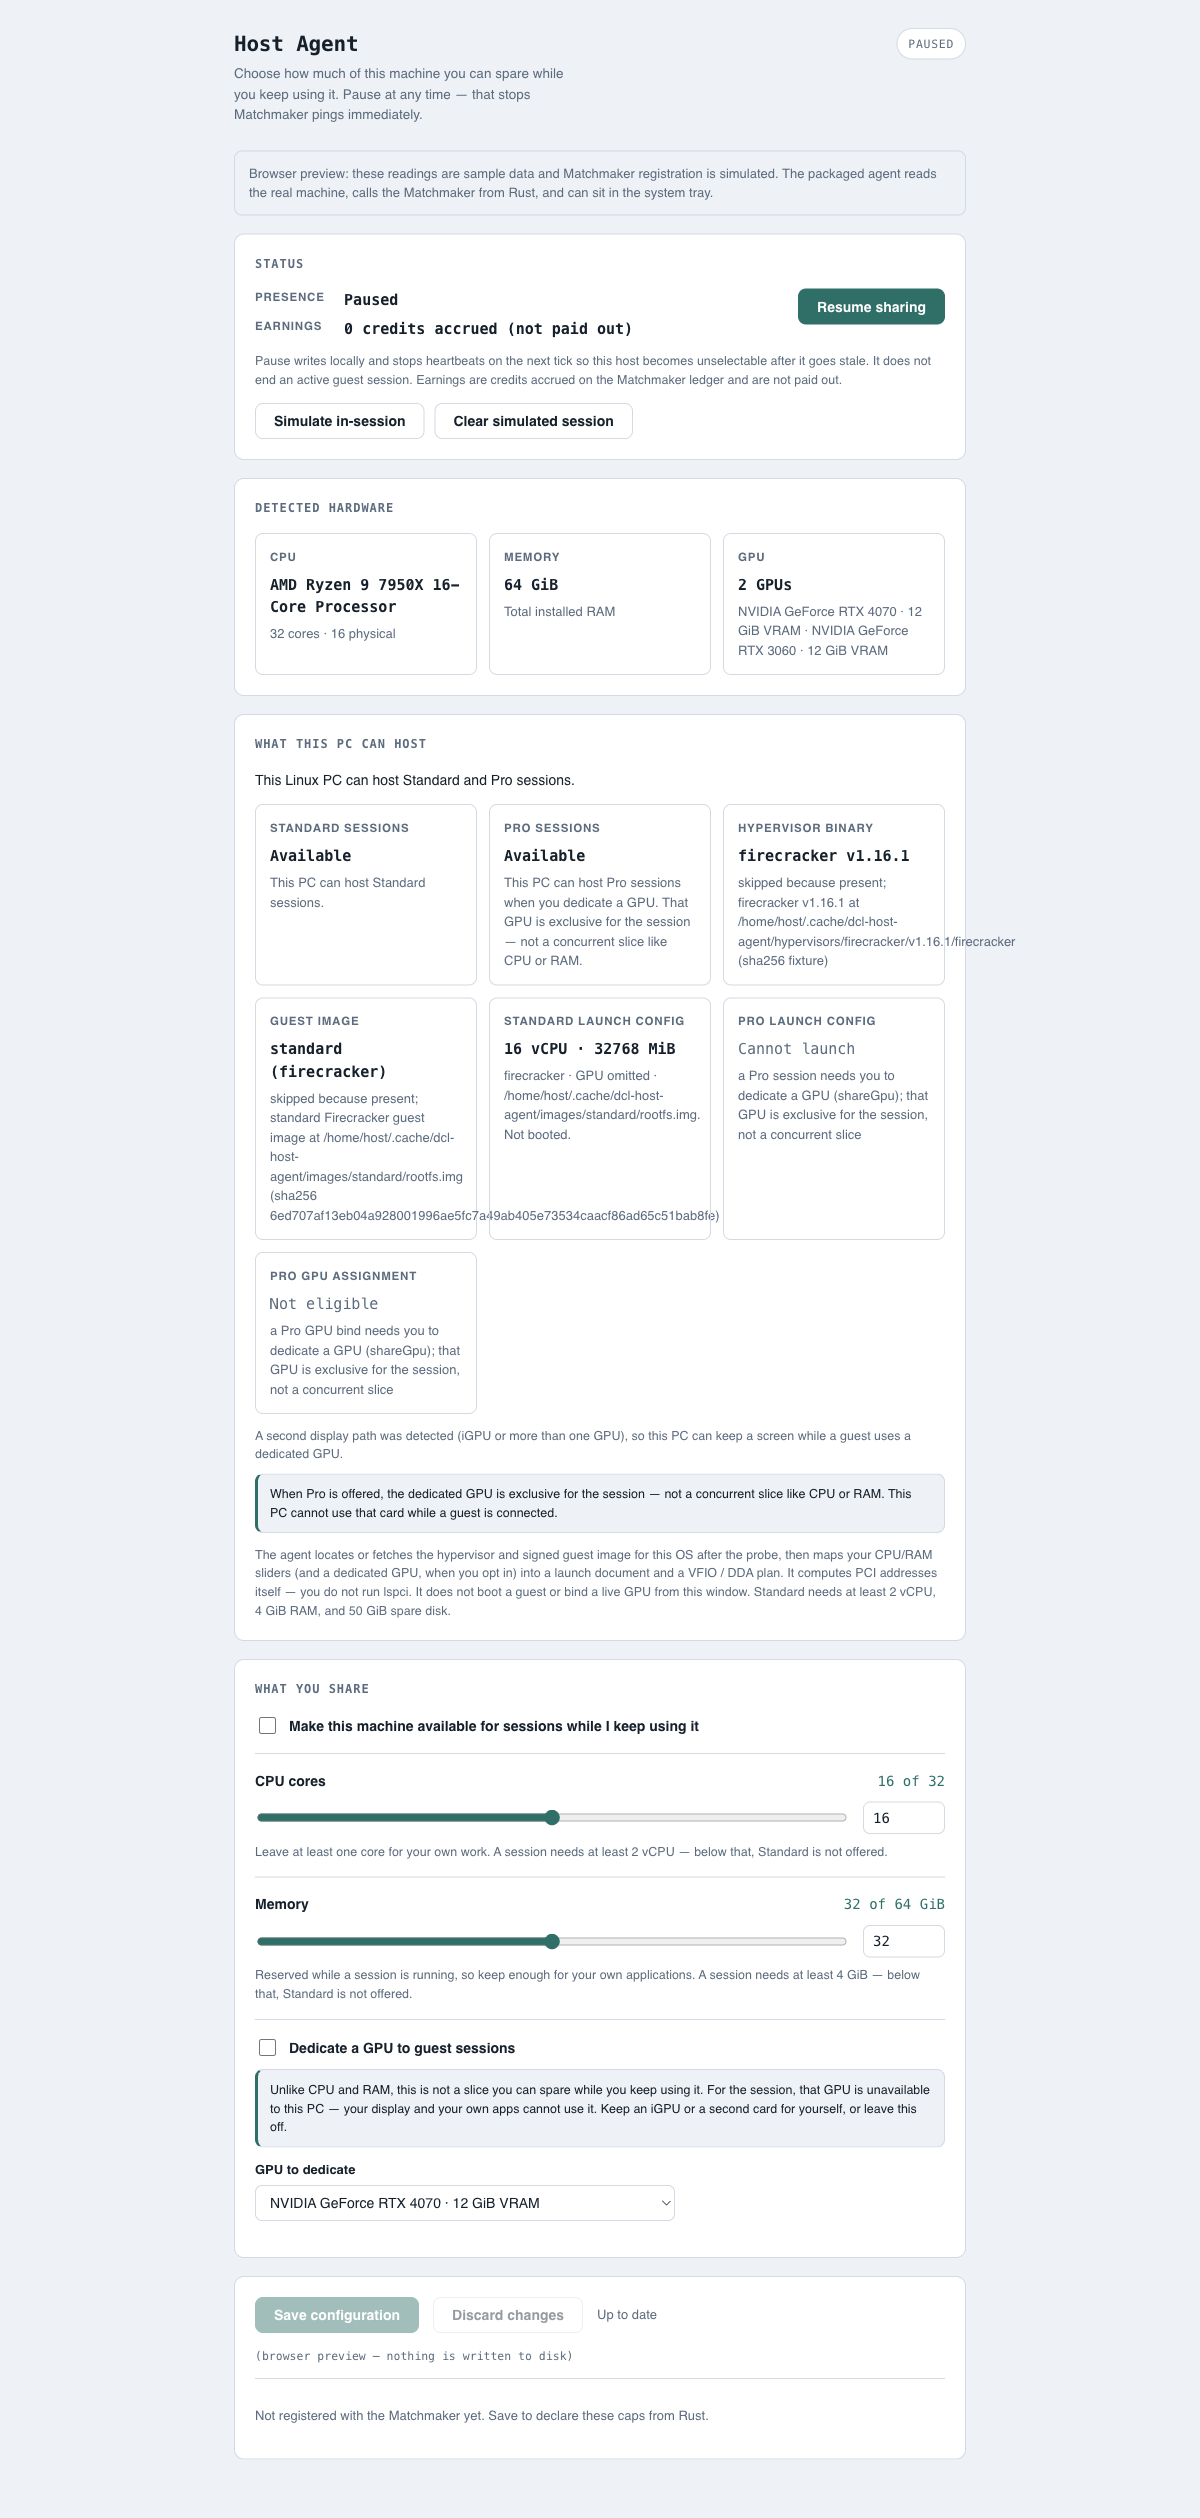 Host Agent
PAUSED
Choose how much of this machine you can spare while
you keep using it. Pause at any time — that stops
Matchmaker pings immediately.
Browser preview: these readings are sample data and Matchmaker registration is simulated. The packaged agent reads
the real machine, calls the Matchmaker from Rust, and can sit in the system tray.
STATUS
PRESENCE Paused
Resume sharing
EARNINGS 0 credits accrued (not paid out)
Pause writes locally and stops heartbeats on the next tick so this host becomes unselectable after it goes stale. It does not
end an active guest session. Earnings are credits accrued on the Matchmaker ledger and are not paid out.
Simulate in-session Clear simulated session
DETECTED HARDWARE
CPU
AMD Ryzen 9 7950X 16-
Core Processor
32 cores · 16 physical
MEMORY
64 GiB
Total installed RAM
GPU
2 GPUs
NVIDIA GeForce RTX 4070 · 12
GiB VRAM · NVIDIA GeForce
RTX 3060 · 12 GiB VRAM
WHAT THIS PC CAN HOST
This Linux PC can host Standard and Pro sessions.
STANDARD SESSIONS
Available
This PC can host Standard
sessions.
PRO SESSIONS
Available
This PC can host Pro sessions
when you dedicate a GPU. That
GPU is exclusive for the session
— not a concurrent slice like
CPU or RAM.
HYPERVISOR BINARY
firecracker v1.16.1
skipped because present;
firecracker v1.16.1 at
/home/host/.cache/dcl-host-
agent/hypervisors/firecracker/v1.16.1/firecracker
(sha256 fixture)
GUEST IMAGE
standard
(firecracker)
skipped because present;
standard Firecracker guest
image at /home/host/.cache/dcl-
host-
agent/images/standard/rootfs.img
(sha256
6ed707af13eb04a928001996ae5fc7a49ab405e73534caacf86ad65c51bab8fe)
STANDARD LAUNCH CONFIG
16 vCPU · 32768 MiB
firecracker · GPU omitted ·
/home/host/.cache/dcl-host-
agent/images/standard/rootfs.img.
Not booted.
PRO LAUNCH CONFIG
Cannot launch
a Pro session needs you to
dedicate a GPU (shareGpu); that
GPU is exclusive for the session,
not a concurrent slice
PRO GPU ASSIGNMENT
Not eligible
a Pro GPU bind needs you to
dedicate a GPU (shareGpu); that
GPU is exclusive for the session,
not a concurrent slice
A second display path was detected (iGPU or more than one GPU), so this PC can keep a screen while a guest uses a
dedicated GPU.
When Pro is offered, the dedicated GPU is exclusive for the session — not a concurrent slice like CPU or RAM. This
PC cannot use that card while a guest is connected.
The agent locates or fetches the hypervisor and signed guest image for this OS after the probe, then maps your CPU/RAM
sliders (and a dedicated GPU, when you opt in) into a launch document and a VFIO / DDA plan. It computes PCI addresses
itself — you do not run lspci. It does not boot a guest or bind a live GPU from this window. Standard needs at least 2 vCPU,
4 GiB RAM, and 50 GiB spare disk.
WHAT YOU SHARE
Make this machine available for sessions while I keep using it
CPU cores 16 of 32
16
Leave at least one core for your own work. A session needs at least 2 vCPU — below that, Standard is not offered.
Memory 32 of 64 GiB
32
Reserved while a session is running, so keep enough for your own applications. A session needs at least 4 GiB — below
that, Standard is not offered.
Dedicate a GPU to guest sessions
Unlike CPU and RAM, this is not a slice you can spare while you keep using it. For the session, that GPU is unavailable
to this PC — your display and your own apps cannot use it. Keep an iGPU or a second card for yourself, or leave this
off.
GPU to dedicate
NVIDIA GeForce RTX 4070 · 12 GiB VRAM
Save configuration Discard changes Up to date
(browser preview — nothing is written to disk)
Not registered with the Matchmaker yet. Save to declare these caps from Rust.